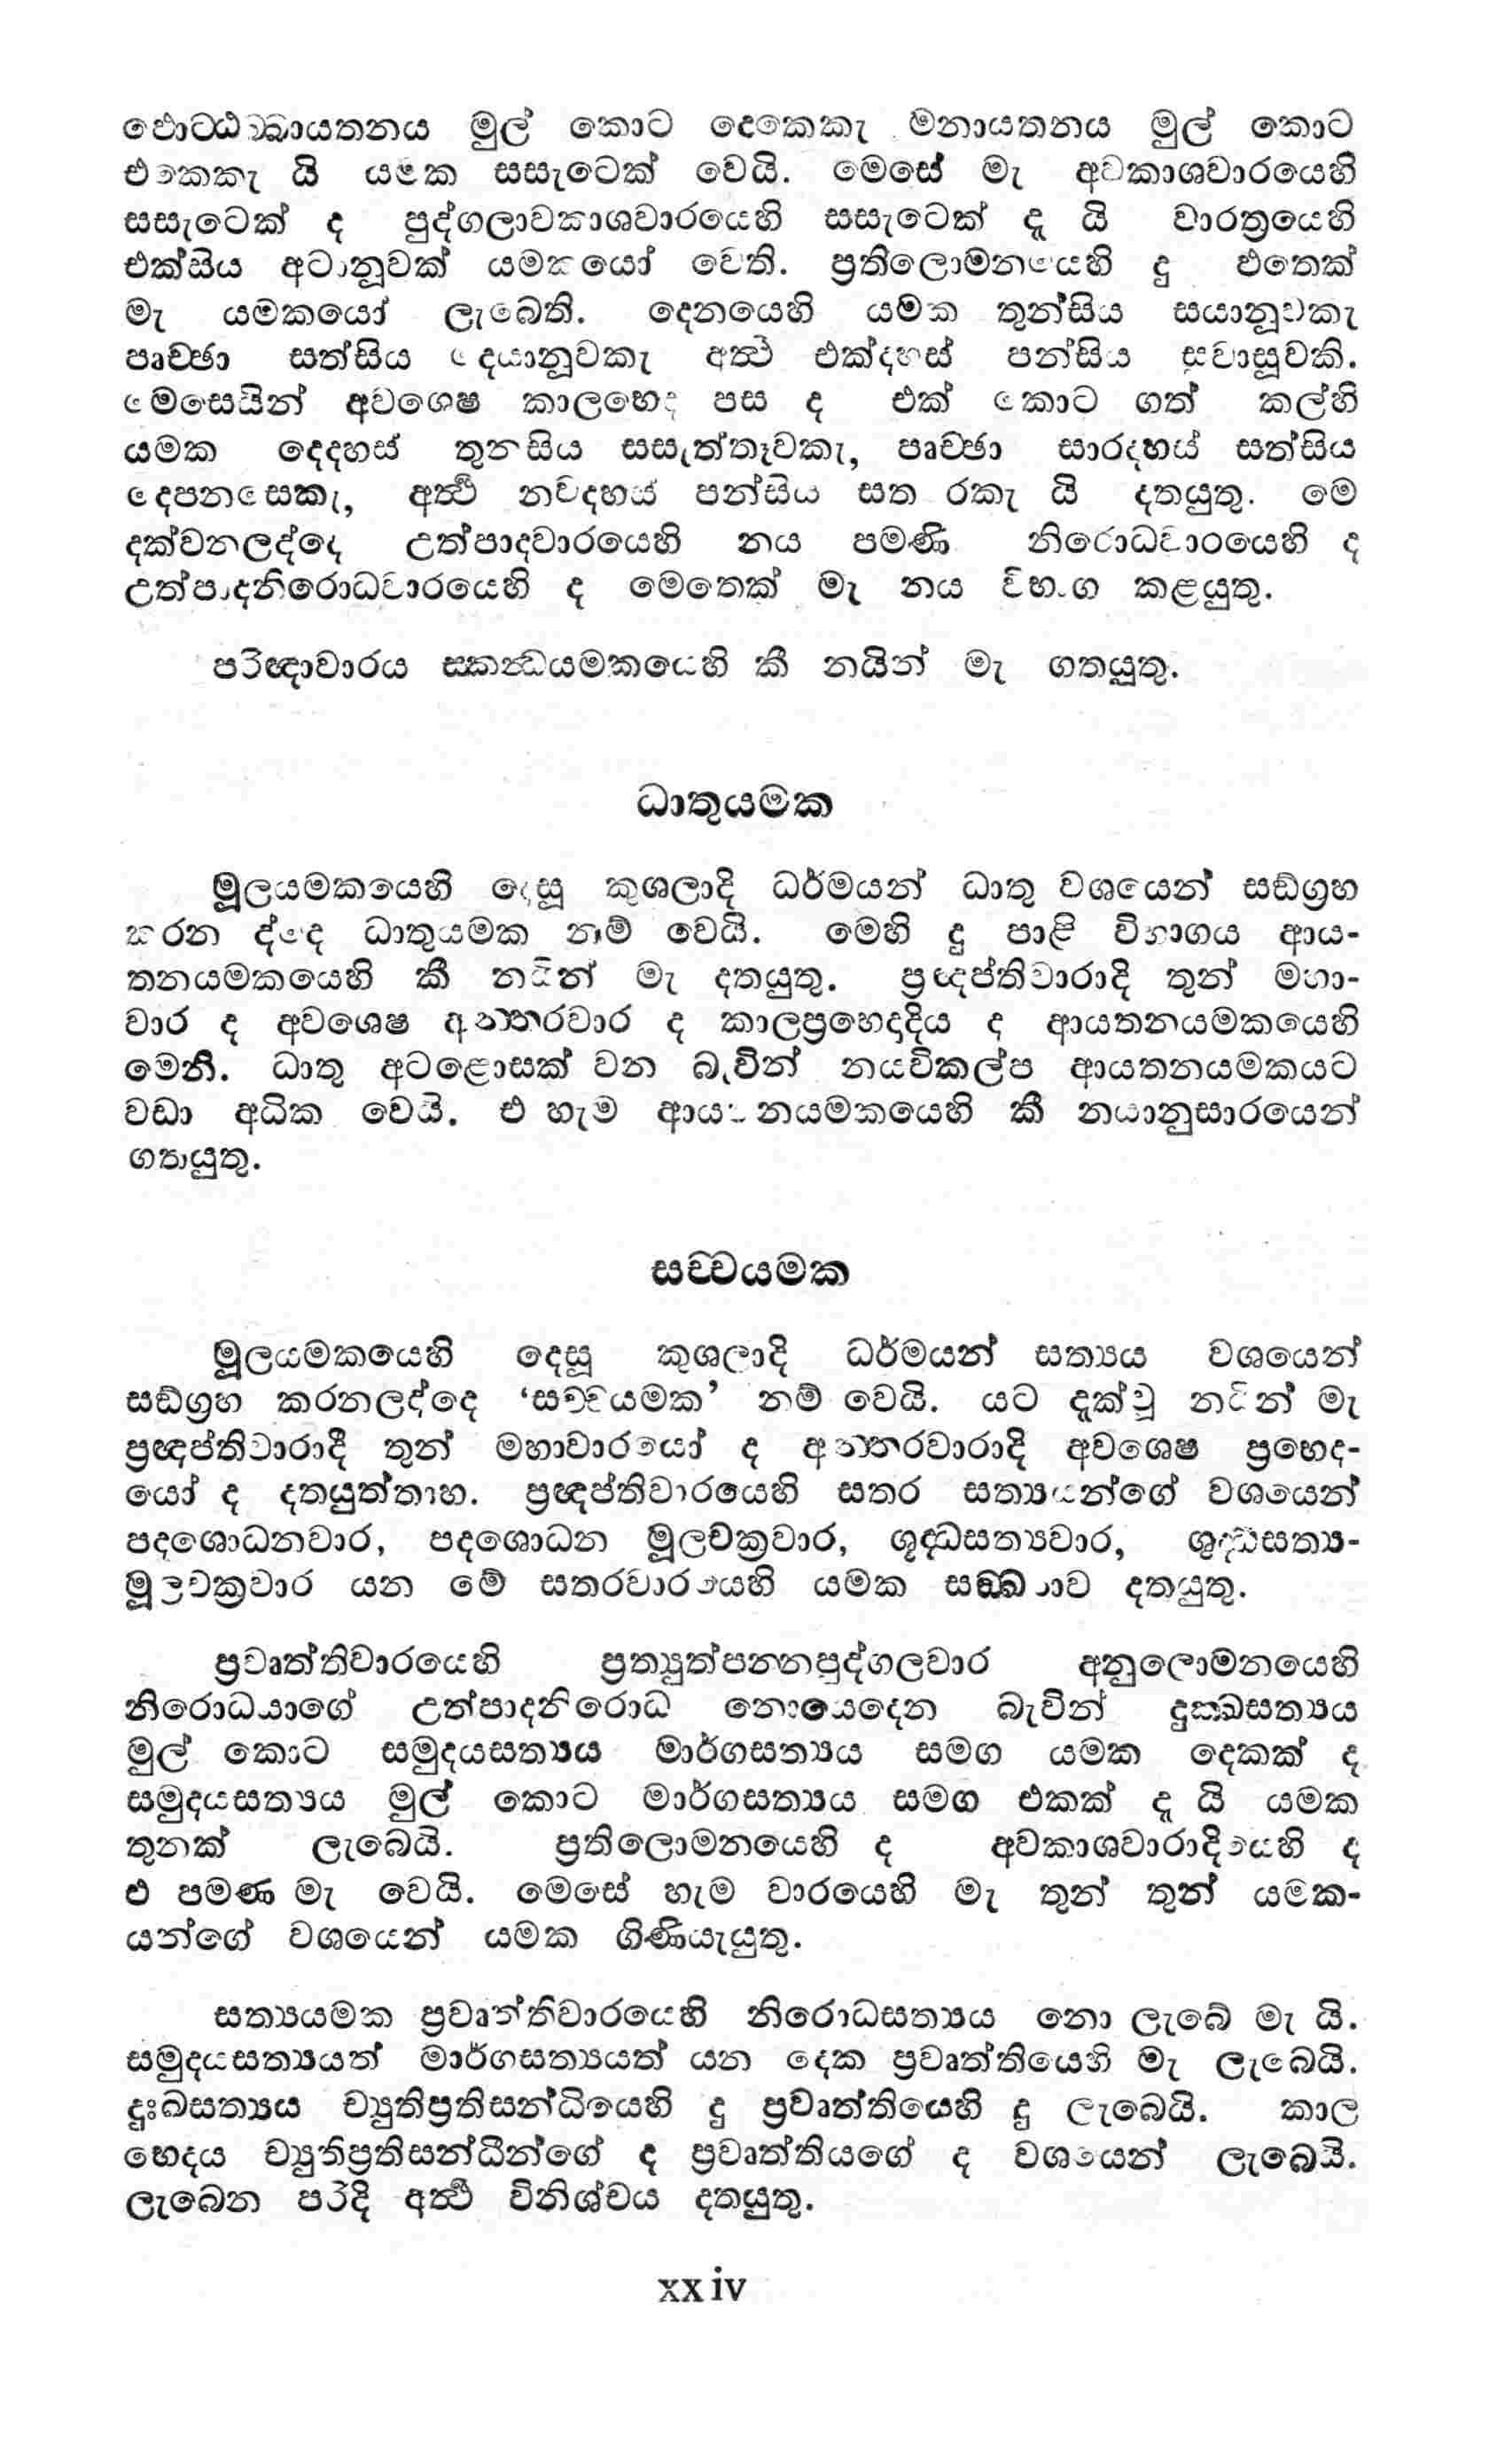 ඵොට්ඨබ්බායතනය මුල් කොට දෙකෙකැ මනායතනය මුල් කොට
එකෙකැ යි යමක සසැටෙක් වෙයි. මෙසේ මැ අවකාශවාරයෙහි
සසැටෙක් ද පුද්ගලාවකාශවාරයෙහි සසැටෙක් දැ යි වාරත්‍රයෙහි
එක්සිය අටානූවක් යමකයෝ වෙති. ප්‍රතිලොමනයෙහි දු එතෙක්
මැ යමකයෝ ලැබෙති. දෙනයෙහි යමක තුන්සිය සයානූවකැ
පෘච්ඡා සත්සිය දෙයානූවකැ අර්‍ත්‍ථ එක්දහස් පන්සිය සුවාසූවකි.
මෙසෙයින් අවශෙෂ කාලභෙද පස ද එක් කොට ගත් කල්හි
යමක දෙදහස් තුනසිය සසැත්තෑවකැ, පෘච්ඡා සාරදහස් සත්සිය
දෙපනසෙකැ, අර්‍ත්‍ථ නවදහස් පන්සිය සත රකැ යි දතයුතු. මේ
දක්වනලද්දෙ උත්පාදවාරයෙහි නය පමණි නිරොධවාරයෙහි ද
උත්පාදනිරොධවාරයෙහි ද මෙතෙක් මැ නය විභාග කළයුතු.
පරිඥාවාරය ස්කන්‍ධයමකයෙහි කී නයින් මැ ගතයුතු.
ධාතුයමක
මූලයමකයෙහි දෙසූ කුශලාදි ධර්මයන් ධාතු වශයෙන් සඞ්ග්‍රහ
කරන ද්දෙ ධාතුයමක නම් වෙයි. මෙහි දු පාළි විභාගය ආය-
තනයමකයෙහි කී නයින් මැ දතයුතු. ප්‍රඥප්තිවාරාදි තුන් මහා-
වාර ද අවශෙෂ අන්තරවාර ද කාලප්‍රභෙදාදිය ද ආයතනයමකයෙහි
මෙනි. ධාතු අටළොසක් වන බැවින් නයවිකල්ප ආයතනයමකයට
වඩා අධික වෙයි. එ හැම ආයතනයමකයෙහි කී නයානුසාරයෙන්
ගතයුතු.
සච්චයමක
මූලයමකයෙහි දෙසූ කුශලාදි ධර්මයන් සත්‍යය වශයෙන්
සඞ්ග්‍රහ කරනලද්දෙ ‘සච්චයමක’ නම් වෙයි. යට දැක්වූ නයින් මැ
ප්‍රඥප්තිවාරාදී තුන් මහාවාරයෝ ද අන්තරවාරාදි අවශෙෂ ප්‍රභෙද-
යෝ ද දතයුත්තාහ. ප්‍රඥප්තිවාරයෙහි සතර සත්‍යයන්ගේ වශයෙන්
පදශොධනවාර, පදශොධන මූලචක්‍රවාර, ශුද්ධසත්‍යවාර, ශුද්ධසත්‍ය-
මූලචක්‍රවාර යන මේ සතරවාරයෙහි යමක සඞ්ඛ්‍යාව දතයුතු.
ප්‍රවෘත්තිවාරයෙහි ප්‍රත්‍යුත්පන්නපුද්ගලවාර අනුලොමනයෙහි
නිරොධයාගේ උත්පාදනිරොධ නොයෙදෙන බැවින් දුක්ඛසත්‍යය
මුල් කොට සමුදයසත්‍යය මාර්ගසත්‍යය සමග යමක දෙකක් ද
සමුදයසත්‍යය මුල් කොට මාර්ගසත්‍යය සමග එකක් දැ යි යමක
තුනක් ලැබෙයි. ප්‍රතිලොමනයෙහි ද අවකාශවාරාදියෙහි ද
එ පමණ මැ වෙයි. මෙසේ හැම වාරයෙහි මැ තුන් තුන් යමක-
යන්ගේ වශයෙන් යමක ගිණියැයුතු.
සත්‍යයමක ප්‍රවෘත්තිවාරයෙහි නිරොධසත්‍යය නො ලැබේ මැ යි.
සමුදයසත්‍යයත් මාර්ගසත්‍යයත් යන දෙක ප්‍රවෘත්තියෙහි මැ ලැබෙයි.
දුඃඛසත්‍යය ච්‍යුතිප්‍රතිසන්ධියෙහි දු ප්‍රවෘත්තියෙහි දු ලැබෙයි. කාල
භෙදය ච්‍යුතිප්‍රතිසන්ධීන්ගේ ද ප්‍රවෘත්තියගේ ද වශයෙන් ලැබෙයි.
ලැබෙන පරිදි අර්‍ත්‍ථ විනිශ්චය දතයුතු.
xxiv